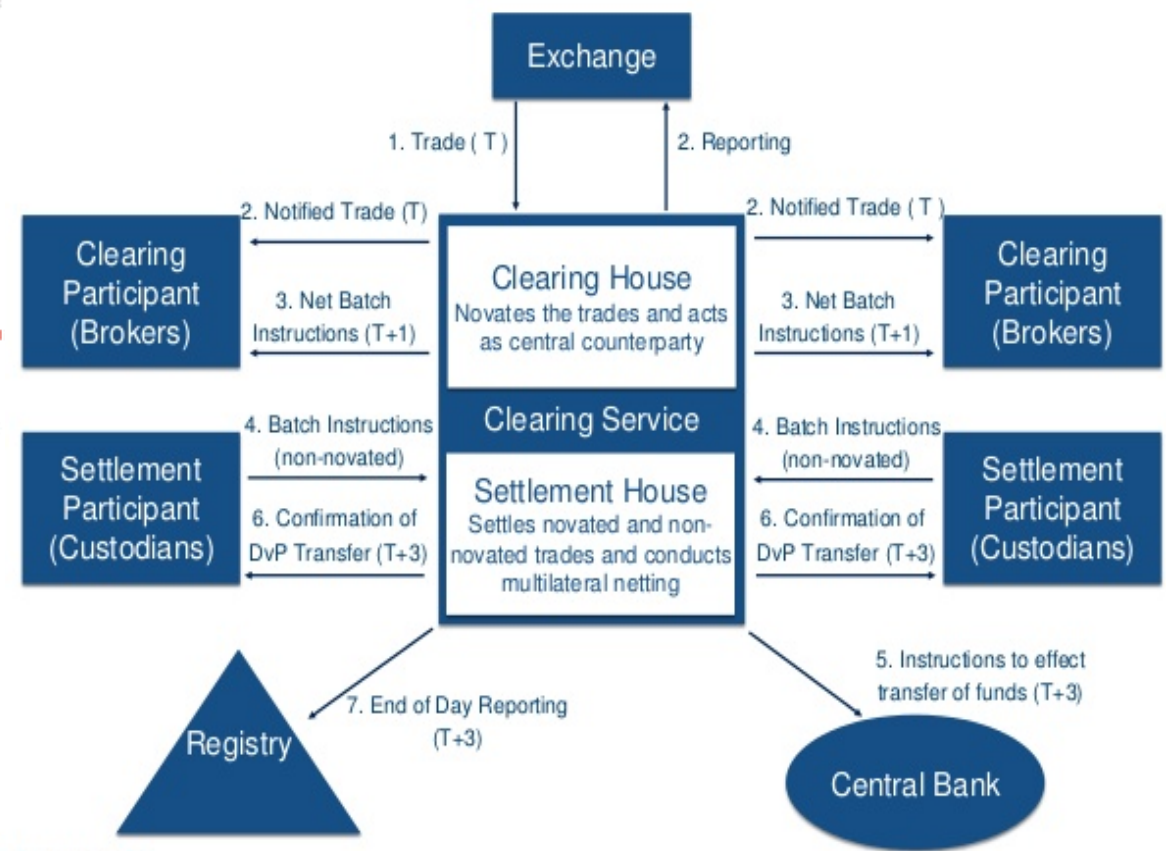 Exchange
1. Trade ( T )
2. Reporting
2. Notified Trade (T)
2. Notified Trade ( T )
Clearing
Participant
(Brokers)
3. Net Batch
Instructions (T+1)
Clearing House
Novates the trades and acts
as central counterparty
3. Net Batch
Instructions (T+1)
Clearing
Participant
(Brokers)
Clearing Service
4. Batch Instructions
(non-novated)
4. Batch Instructions
(non-novated)
Settlement
Participant
(Custodians)
6. Confirmation of
DvP Transfer (T+3)
Settlement House
Settles novated and non-
novated trades and conducts
multilateral netting
6. Confirmation of
DvP Transfer (T+3)
Settlement
Participant
(Custodians)
5. Instructions to effect
transfer of funds (T+3)
7. End of Day Reporting
(T+3)
Registry
Central Bank